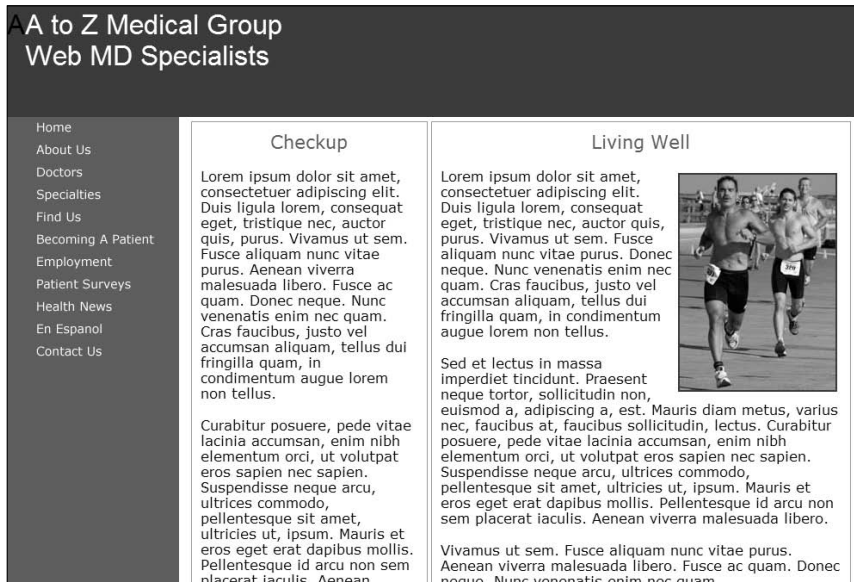 AA to Z Medical Group
Web MD Specialists
Home
About Us
Doctors
Specialties
Find Us
Becoming A Patient
Employment
Patient Surveys
Health News
En Espanol
Contact Us
Checkup
Lorem ipsum dolor sit amet,
consectetuer adipiscing elit.
Duis ligula lorem, consequat
eget, tristique nec, auctor
quis, purus. Vivamus ut sem.
Fusce aliquam nunc vitae
purus. Aenean viverra
malesuada libero. Fusce ac
quam. Donec neque. Nunc
venenatis enim nec quam.
Cras faucibus, justo vel
accumsan aliquam, tellus dui
fringilla quam, in
condimentum augue lorem
non tellus.
Curabitur posuere, pede vitae
lacinia accumsan, enim nibh
elementum orci, ut volutpat
eros sapien nec sapien.
Suspendisse neque arcu,
ultrices commodo,
pellentesque sit amet,
ultricies ut, ipsum. Mauris et
eros eget erat dapibus mollis.
Pellentesque id arcu non sem
placerat iaculis. Aenean
Living Well
Lorem ipsum dolor sit amet,
consectetuer adipiscing elit.
Duis ligula lorem, consequat
eget, tristique nec, auctor quis,
purus. Vivamus ut sem. Fusce
aliquam nunc vitae purus. Donec
neque. Nunc venenatis enim nec
quam. Cras faucibus, justo vel
accumsan aliquam, tellus dui
fringilla quam, in condimentum
augue lorem non tellus.
Sed et lectus in massa
imperdiet tincidunt. Praesent
neque tortor, sollicitudin non,
euismod a, adipiscing a, est. Mauris diam metus, varius
nec, faucibus at, faucibus sollicitudin, lectus. Curabitur
posuere, pede vitae lacinia accumsan, enim nibh
elementum orci, ut volutpat eros sapien nec sapien.
Suspendisse neque arcu, ultrices commodo,
pellentesque sit amet, ultricies ut, ipsum. Mauris et
eros eget erat dapibus mollis. Pellentesque id arcu non
sem placerat iaculis. Aenean viverra malesuada libero.
Vivamus ut sem. Fusce aliquam nunc vitae purus.
Aenean viverra malesuada libero. Fusce ac quam. Donec
neque. Nunc venenatis enim nec quam.